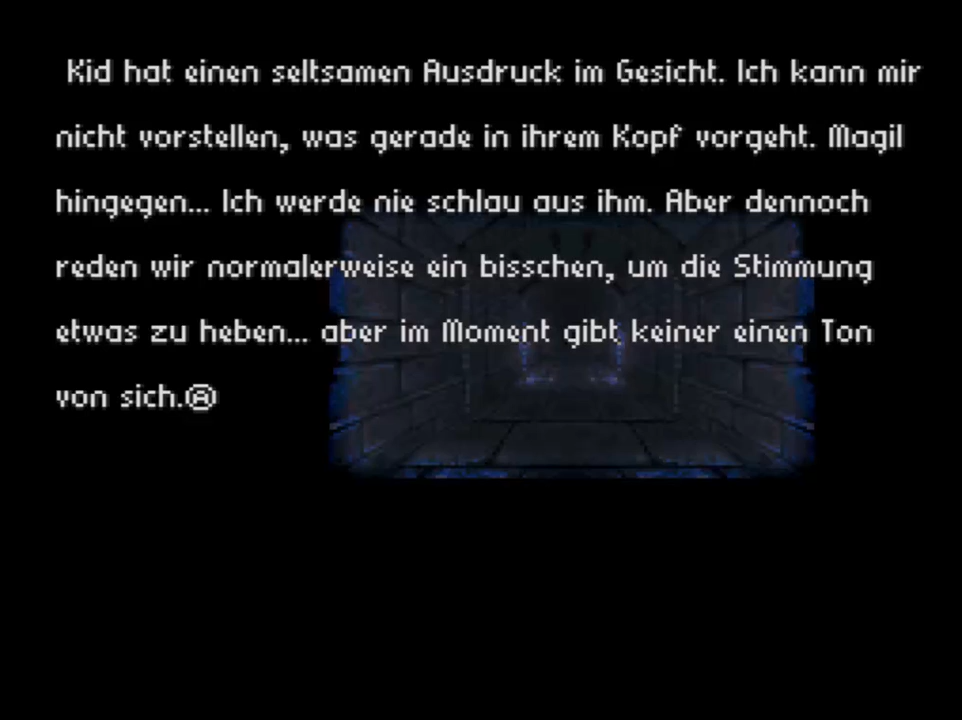 Kid hat einen seltsamen Ausdruck im Gesicht. Ich kann mir
nicht vorstellen, was gerade in ihrem Kopf vorgeht. Magil
hingegen... Ich werde nie schlau aus ihm. Aber dennoch
reden wir normalerweise ein bisschen, um die Stimmung
etwas zu heben... aber im Moment gibt keiner einen Ton
von sich.Ⓐ